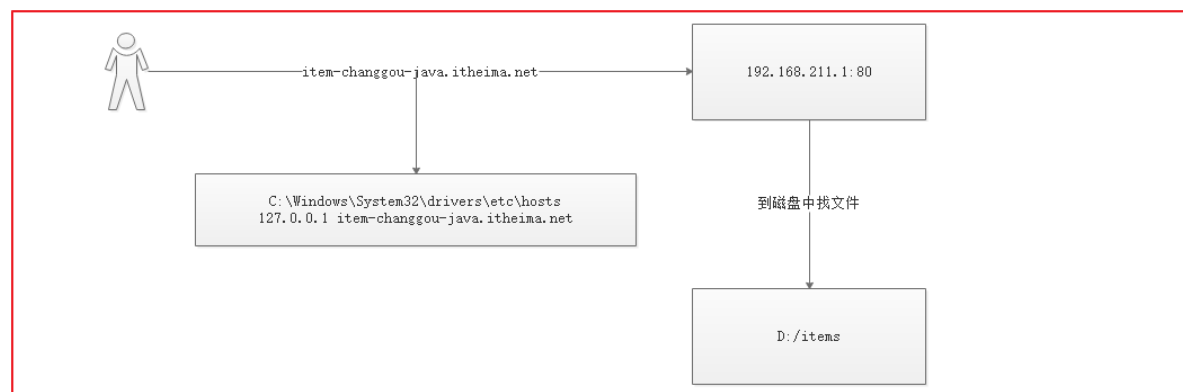 item-changgou-java.itheima.net
192.168.211.1:80
C:\Windows\System32\drivers\etc\hosts
127.0.0.1 item-changgou-java.itheima.net
到磁盘中找文件
D:/items